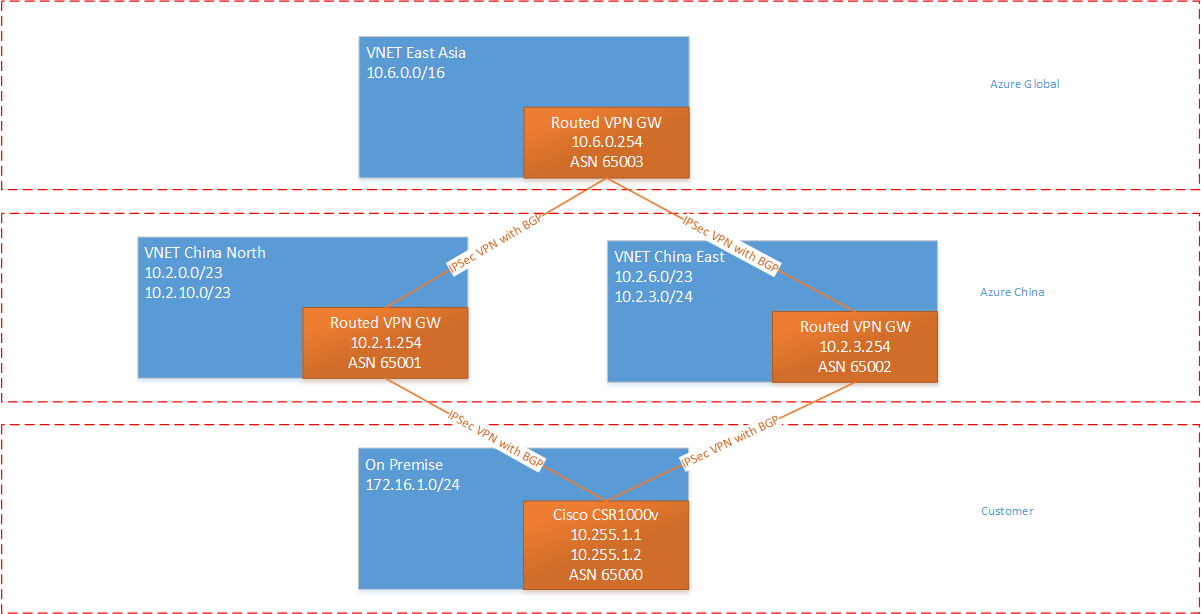 VNET East Asia
10.6.0.0/16
Azure Global
Routed VPN GW
10.6.0.254
ASN 65003
IPSec VPN with BGP
IPSec VPN with BGP
VNET China North
10.2.0.0/23
10.2.10.0/23
VNET China East
10.2.6.0/23
10.2.3.0/24
Azure China
Routed VPN GW
10.2.1.254
ASN 65001
Routed VPN GW
10.2.3.254
ASN 65002
IPSec VPN with BGP
IPSec VPN with BGP
On Premise
172.16.1.0/24
Customer
Cisco CSR1000v
10.255.1.1
10.255.1.2
ASN 65000